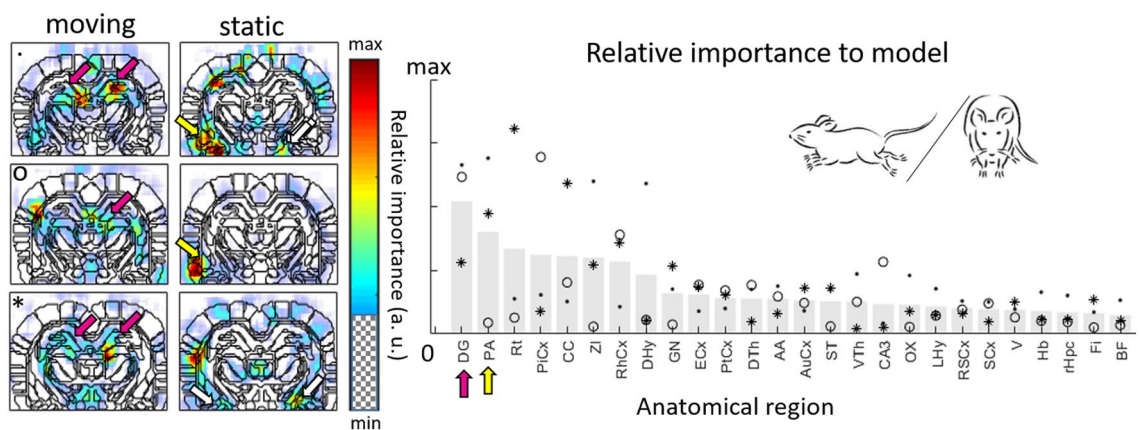 moving
static
max
Relative importance (a. u.)
min
o
*
Relative importance to model
max
0
DG
PA
Rt
PiCx
CC
ZI
RhCx
DHy
GN
ECx
PtCx
DTh
AA
AuCx
ST
VTh
CA3
OX
LHy
RSCx
SCx
V
Hb
rHpc
Fi
BF
Anatomical region